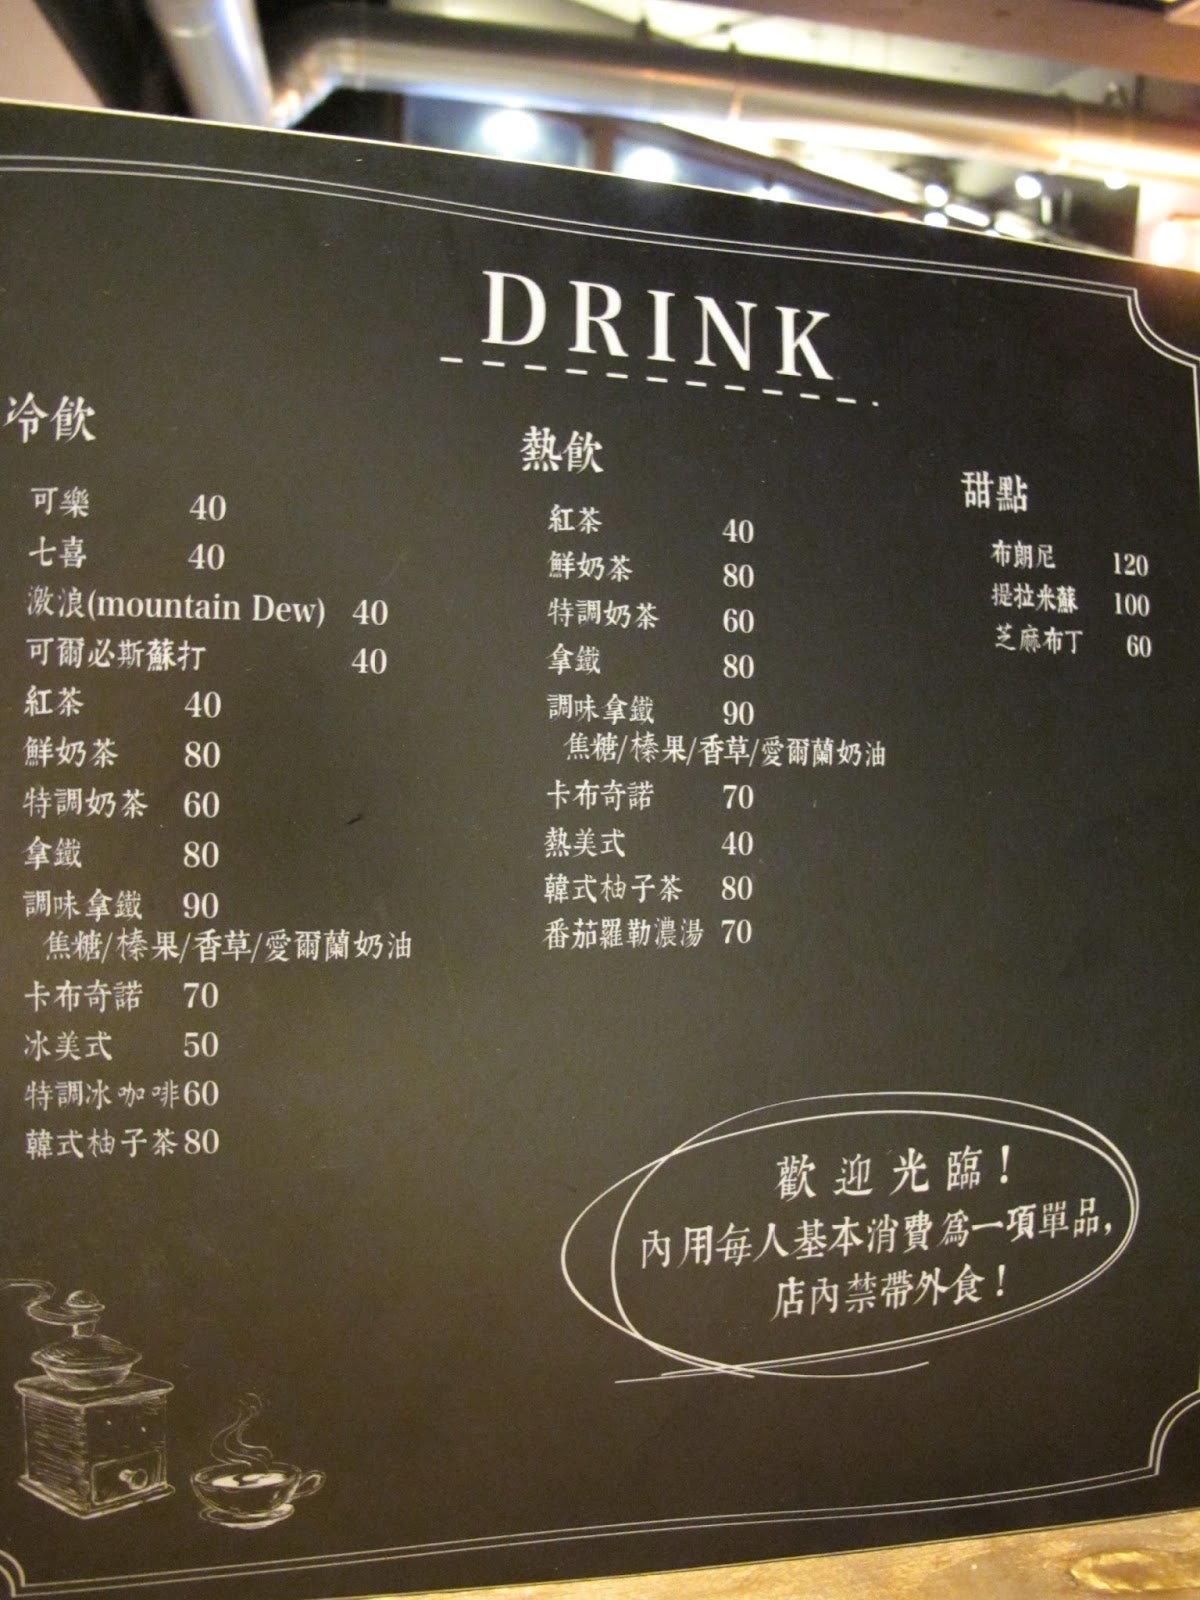 DRINK
冷飲
可樂 40
七喜 40
激浪(mountain Dew) 40
可爾必斯蘇打 40
紅茶 40
鮮奶茶 80
特調奶茶 60
拿鐵 80
調味拿鐵 90
焦糖/榛果/香草/愛爾蘭奶油
卡布奇諾 70
冰美式 50
特調冰咖啡 60
韓式柚子茶 80
熱飲
紅茶 40
鮮奶茶 80
特調奶茶 60
拿鐵 80
調味拿鐵 90
焦糖/榛果/香草/愛爾蘭奶油
卡布奇諾 70
熱美式 40
韓式柚子茶 80
番茄羅勒濃湯 70
甜點
布朗尼 120
提拉米蘇 100
芝麻布丁 60
歡迎光臨!
內用每人基本消費為一項單品,
店內禁帶外食!